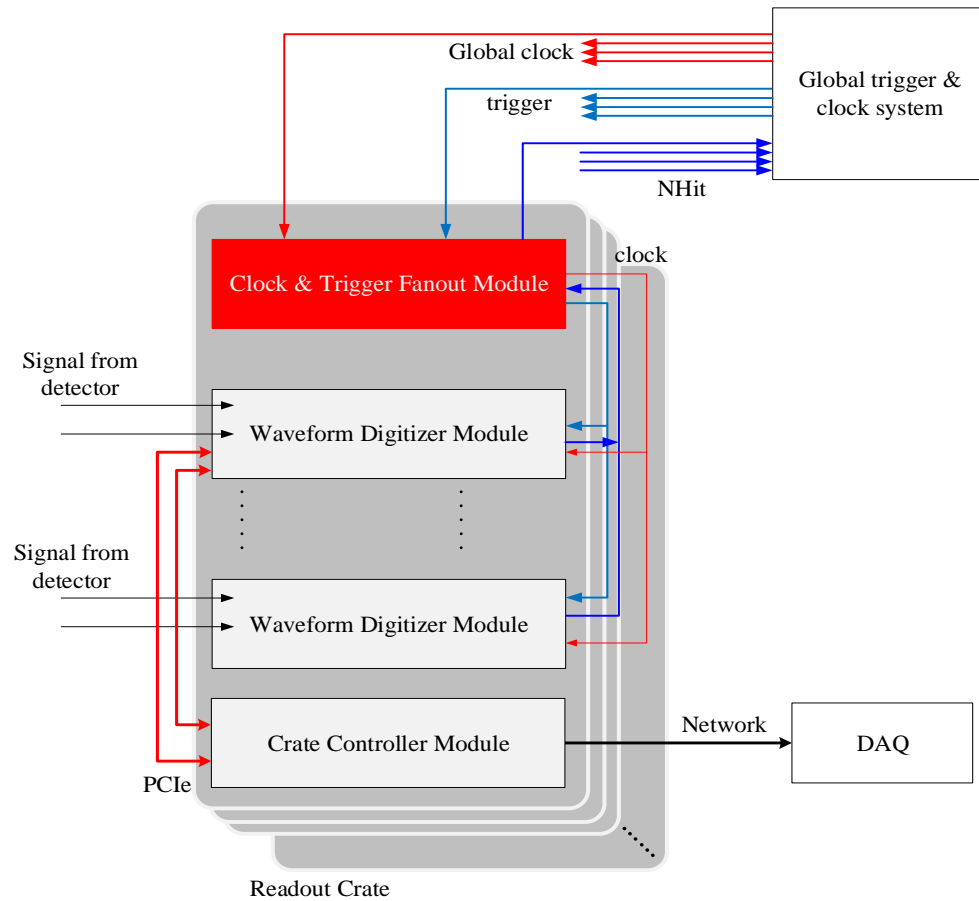 Global clock
trigger
NHit
Global trigger &
clock system
clock
Clock & Trigger Fanout Module
Signal from
detector
Waveform Digitizer Module
Signal from
detector
Waveform Digitizer Module
Crate Controller Module
Network
DAQ
PCIe
Readout Crate